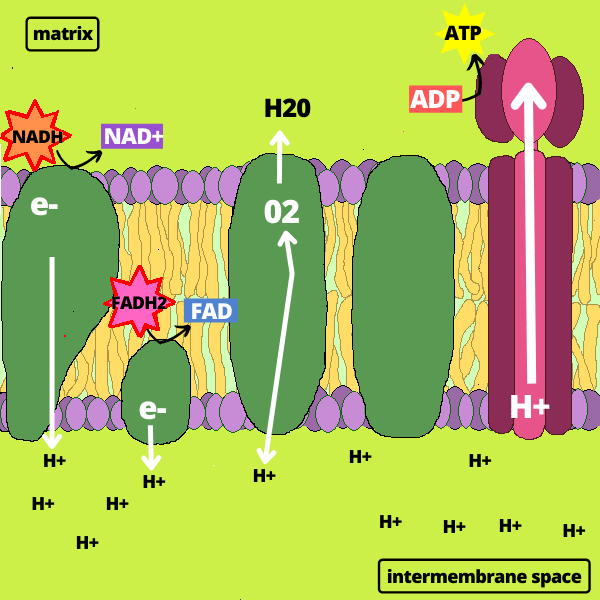 matrix
ATP
ADP
H20
NADH
NAD+
e-
02
FADH2
FAD
e-
H+
H+
H+
H+
H+
H+
H+
H+
H+
H+
H+
H+
H+
H+
intermembrane space